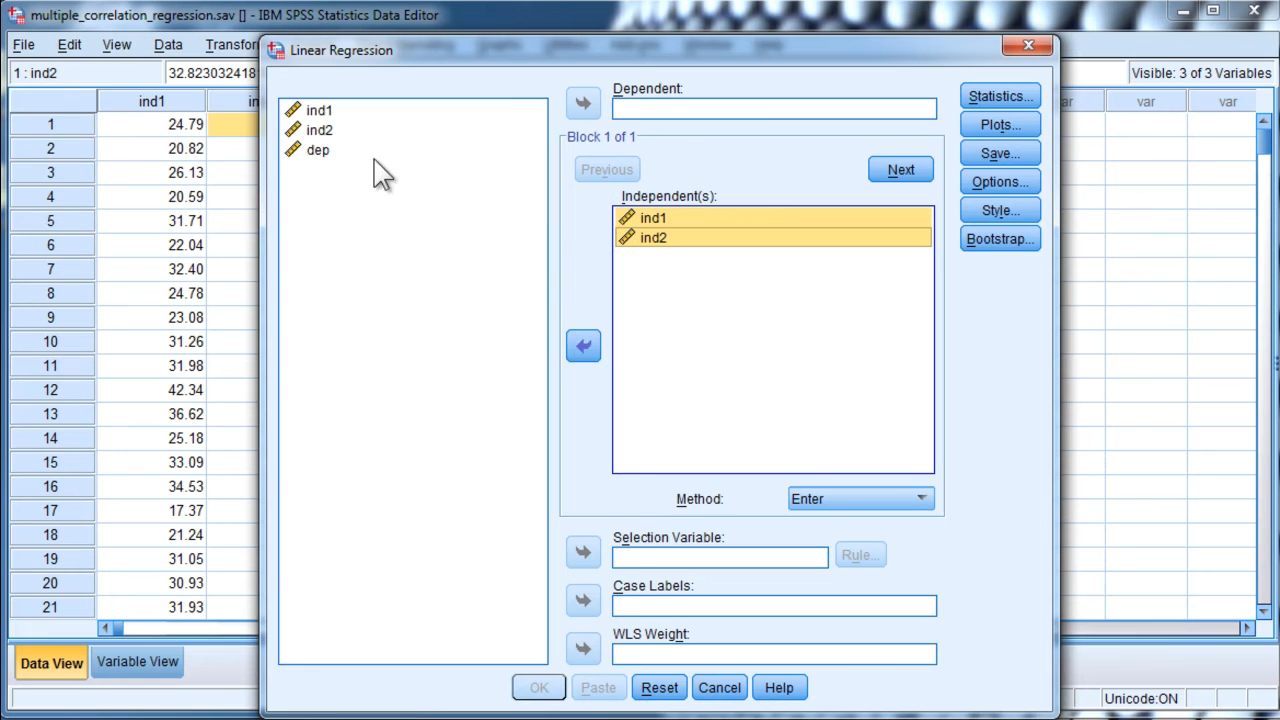 multiple_correlation_regression.sav [] - IBM SPSS Statistics Data Editor
File Edit View Data Transfor
Linear Regression
1 : ind2 32.823032418
Visible: 3 of 3 Variables
ind1 in
ar var var
1 24.79
2 20.82
3 26.13
4 20.59
5 31.71
6 22.04
7 32.40
8 24.78
9 23.08
10 31.26
11 31.98
12 42.34
13 36.62
14 25.18
15 33.09
16 34.53
17 17.37
18 21.24
19 31.05
20 30.93
21 31.93
Data View Variable View
Unicode:ON
ind1
ind2
dep
Dependent:
Block 1 of 1
Previous Next
Independent(s):
ind1
ind2
Method: Enter
Selection Variable:
Rule...
Case Labels:
WLS Weight:
Statistics...
Plots...
Save...
Options...
Style...
Bootstrap...
OK Paste Reset Cancel Help